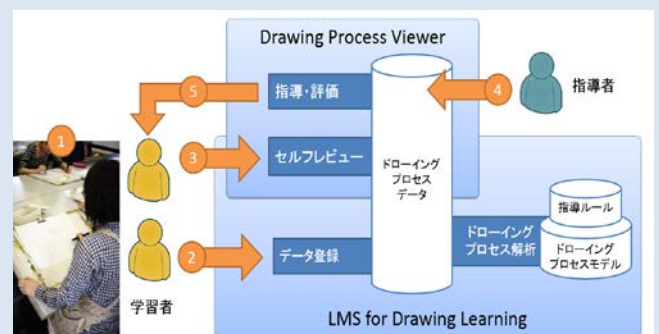 Drawing Process Viewer
5
指導・評価
4
指導者
1
3
セルフレビュー
ドローイング
プロセス
データ
指導ルール
2
データ登録
ドローイング
プロセス解析
ドローイング
プロセスモデル
学習者
LMS for Drawing Learning